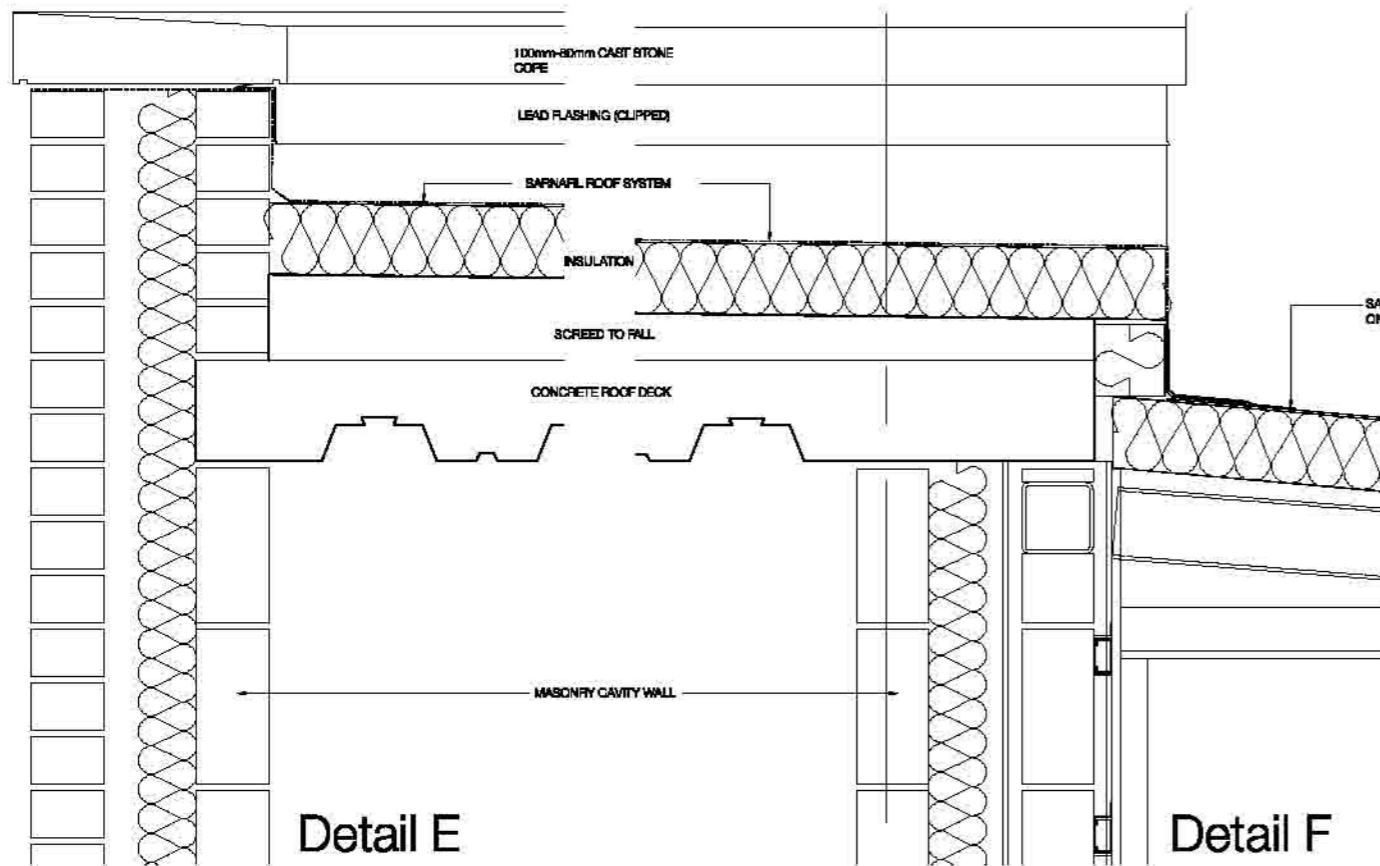 100mm-80mm CAST STONE
COPE
LEAD FLASHING (CLIPPED)
SARNAFIL ROOF SYSTEM
INSULATION
SA
SCREED TO FALL
CONCRETE ROOF DECK
MASONRY CAVITY WALL
Detail E
Detail F